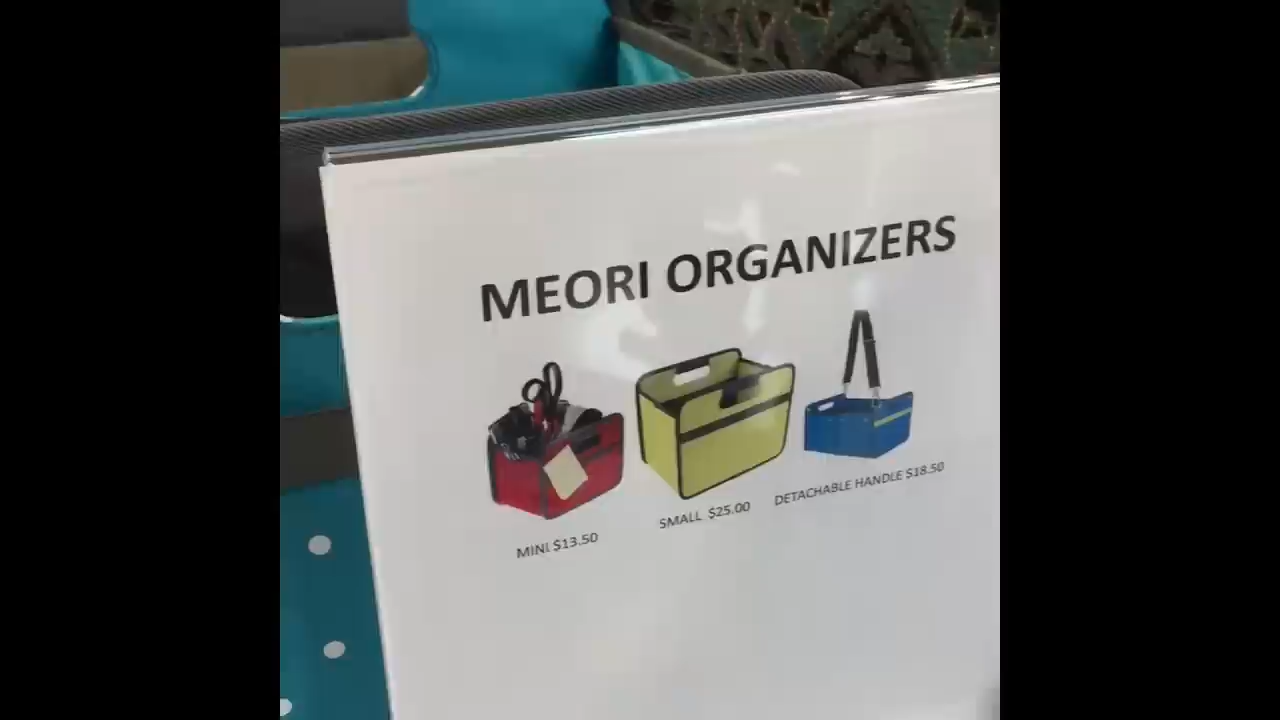 MEORI ORGANIZERS
MINI $13.50
SMALL $25.00
DETACHABLE HANDLE $18.50